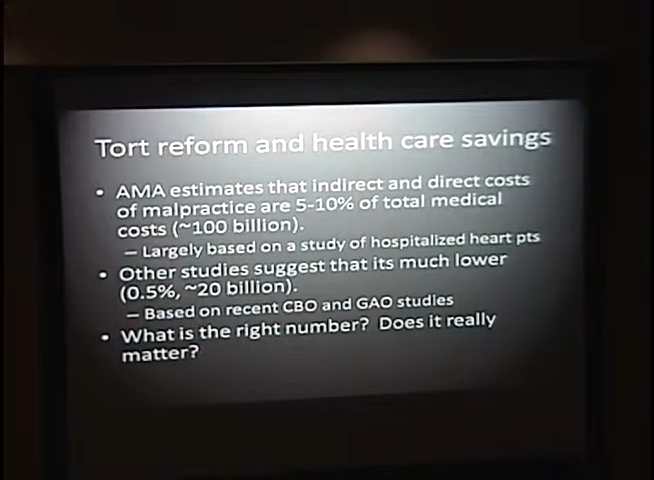 Tort reform and health care savings
• AMA estimates that indirect and direct costs
of malpractice are 5-10% of total medical
costs (~100 billion).
– Largely based on a study of hospitalized heart pts
• Other studies suggest that its much lower
(0.5%, ~20 billion).
– Based on recent CBO and GAO studies
• What is the right number? Does it really
matter?